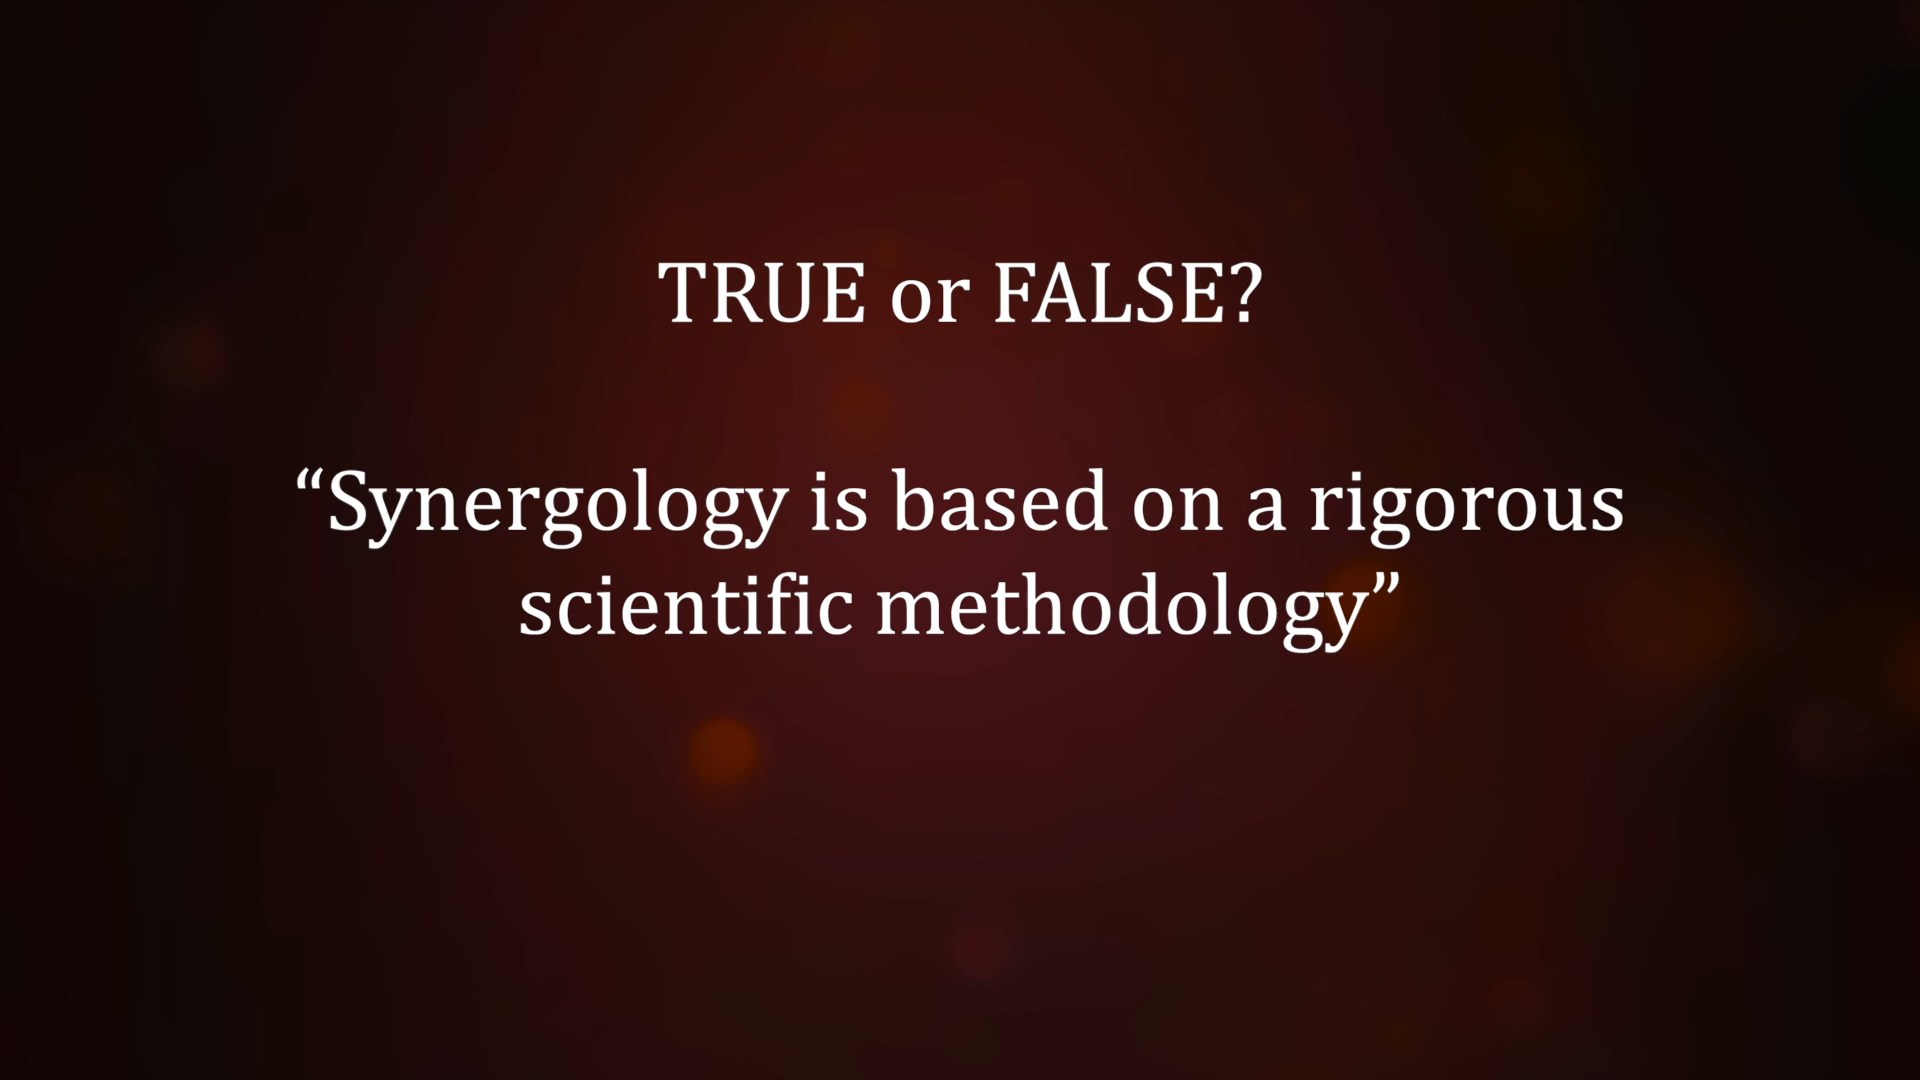 TRUE or FALSE?
“Synergology is based on a rigorous
scientific methodology”